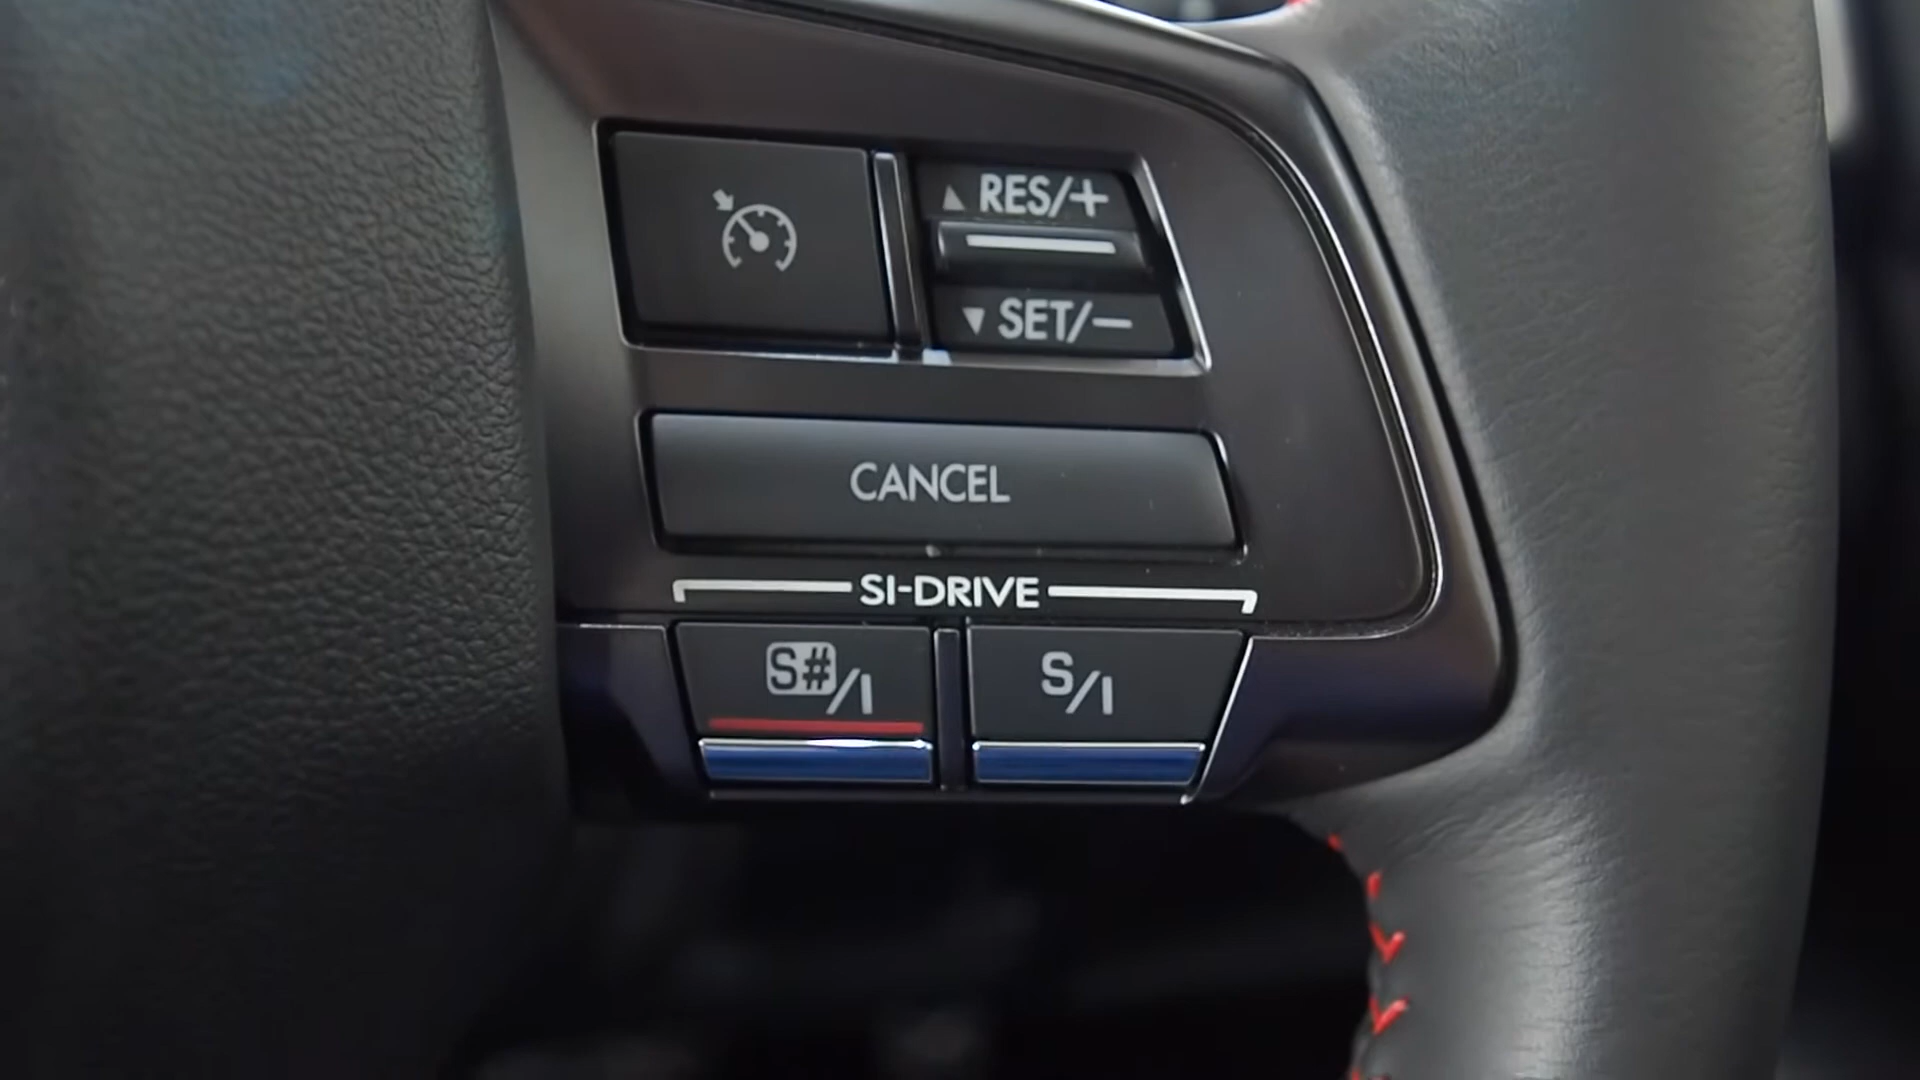 ▲ RES/+
▼ SET/−
CANCEL
SI-DRIVE
S#/I
S/I